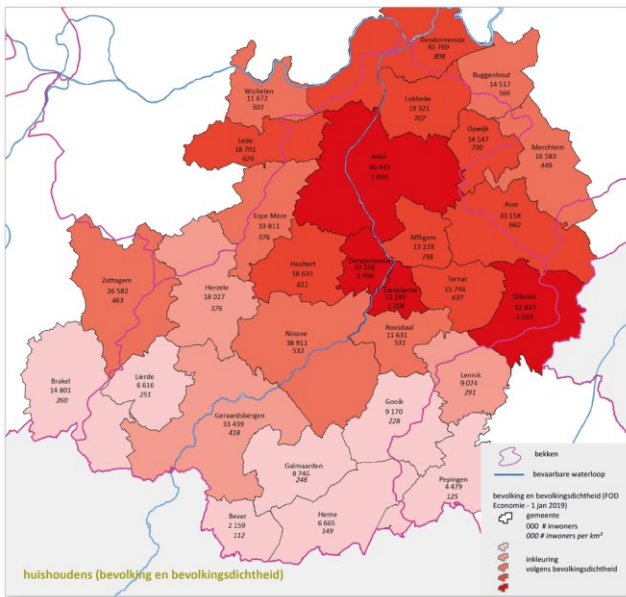 Dendermonde
45 769
808
Buggenhout
14 517
566
Wichelen
11 672
503
Lebbeke
19 321
707
Opwijk
14 547
730
Merchtem
16 583
449
Lede
18 701
626
Aalst
86 445
1 069
Asse
33 158
660
Erpe-Mere
19 811
576
Affligem
13 228
738
Haaltert
18 633
611
Denderleeuw
20 338
1 466
Liedekerke
13 295
1 308
Ternat
15 746
637
Dilbeek
42 847
1 033
Zottegem
26 582
463
Herzele
18 027
376
Ninove
38 911
532
Roosdaal
11 631
531
Lennik
9 074
291
Brakel
14 801
260
Lierde
6 616
251
Gooik
9 170
228
Geraardsbergen
33 439
418
Galmaarden
8 746
248
Pepingen
4 479
125
Bever
2 159
112
Herne
6 665
149
bekken
bevaarbare waterloop
bevolking en bevolkingsdichtheid (FOD
Economie - 1 jan 2019)
gemeente
000 # inwoners
000 # inwoners per km²
inkleuring
volgens bevolkingsdichtheid
huishoudens (bevolking en bevolkingsdichtheid)